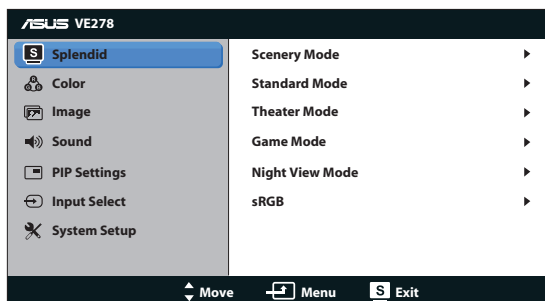 ASUS VE278
S Splendid
Color
Image
Sound
PIP Settings
Input Select
System Setup
Scenery Mode
Standard Mode
Theater Mode
Game Mode
Night View Mode
sRGB
Move Menu S Exit